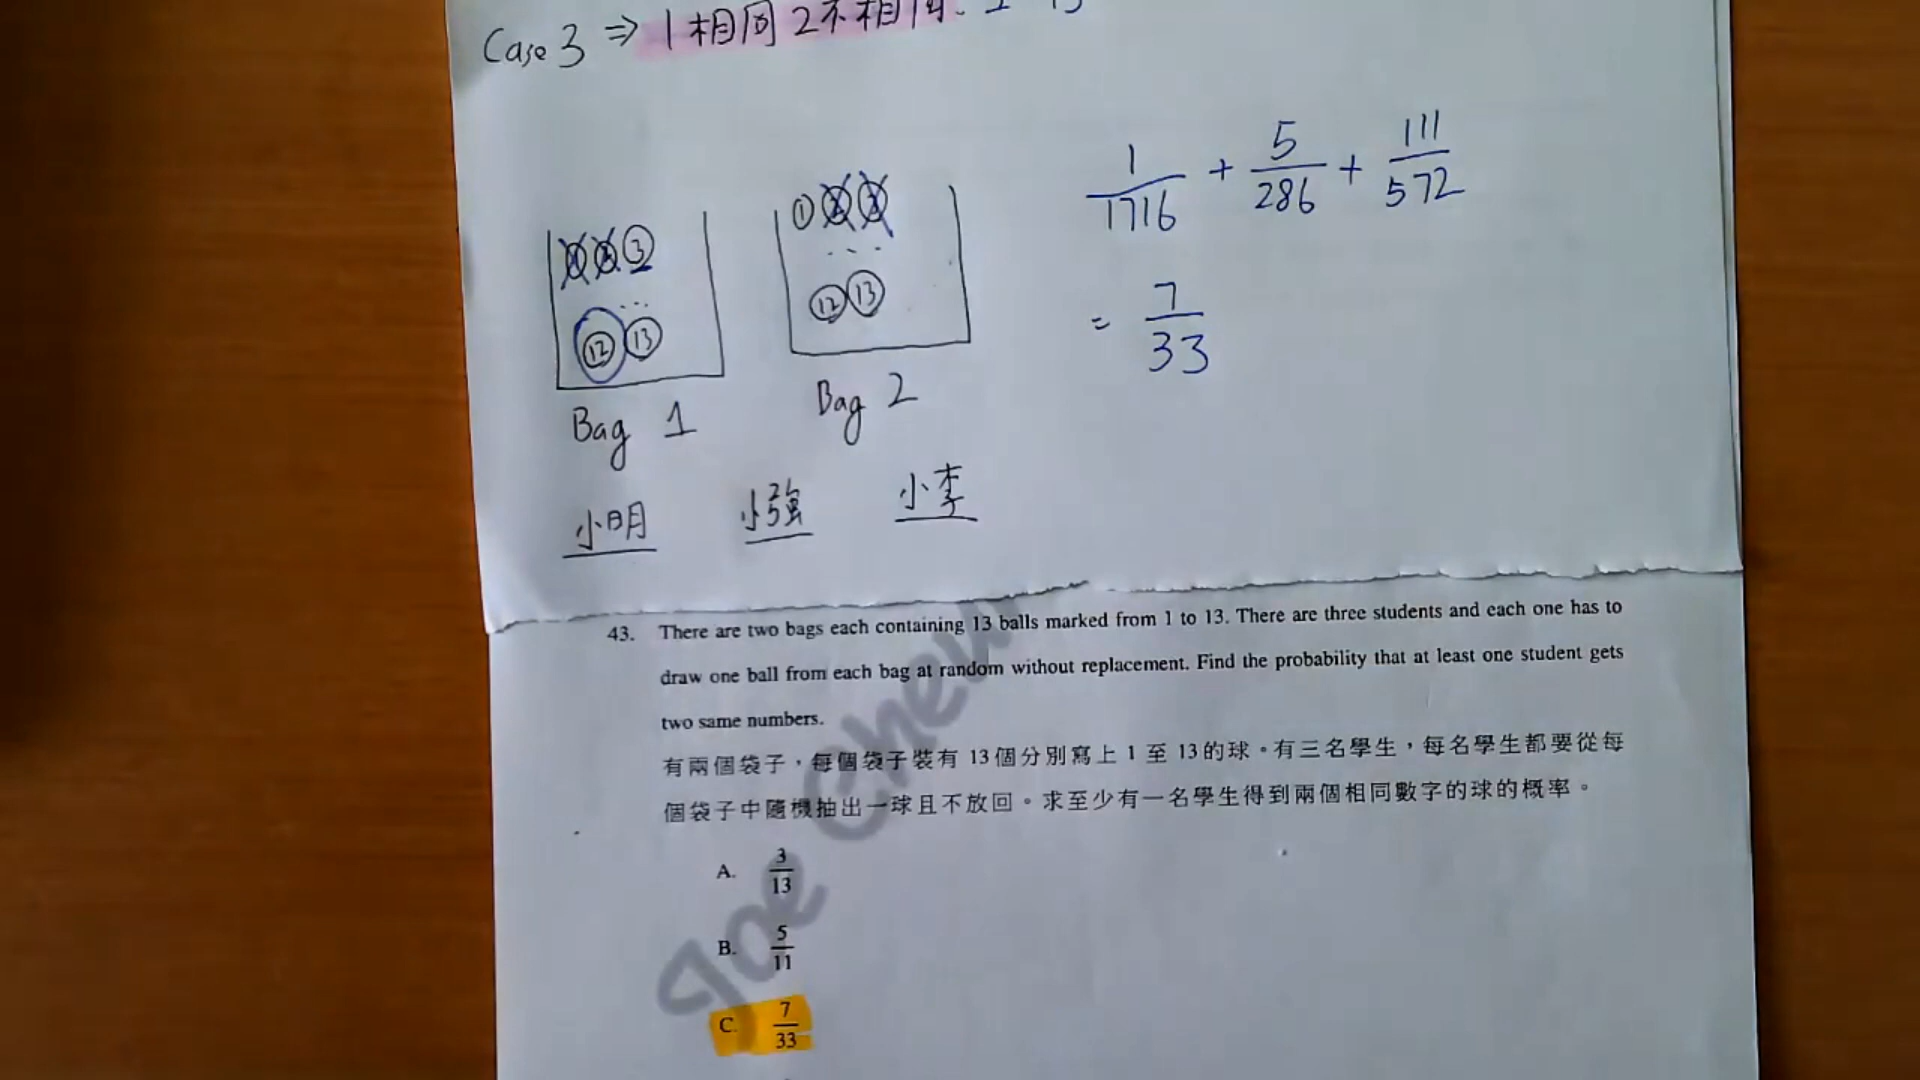 Case 3 ⇒ 1相同2不相同.
1/1716 + 5/286 + 111/572
= 7/33
3
...
12 13
Bag 1
1
...
12 13
Bag 2
小明 小強 小李
43. There are two bags each containing 13 balls marked from 1 to 13. There are three students and each one has to
draw one ball from each bag at random without replacement. Find the probability that at least one student gets
two same numbers.
有兩個袋子，每個袋子裝有 13 個分別寫上 1 至 13 的球。有三名學生，每名學生都要從每
個袋子中隨機抽出一球且不放回。求至少有一名學生得到兩個相同數字的球的概率。
A. 3/13
B. 5/11
C. 7/33
Joe